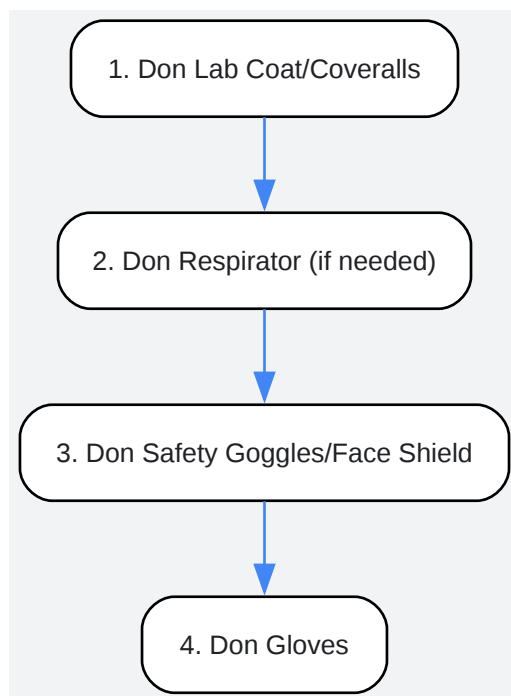 1. Don Lab Coat/Coveralls
2. Don Respirator (if needed)
3. Don Safety Goggles/Face Shield
4. Don Gloves